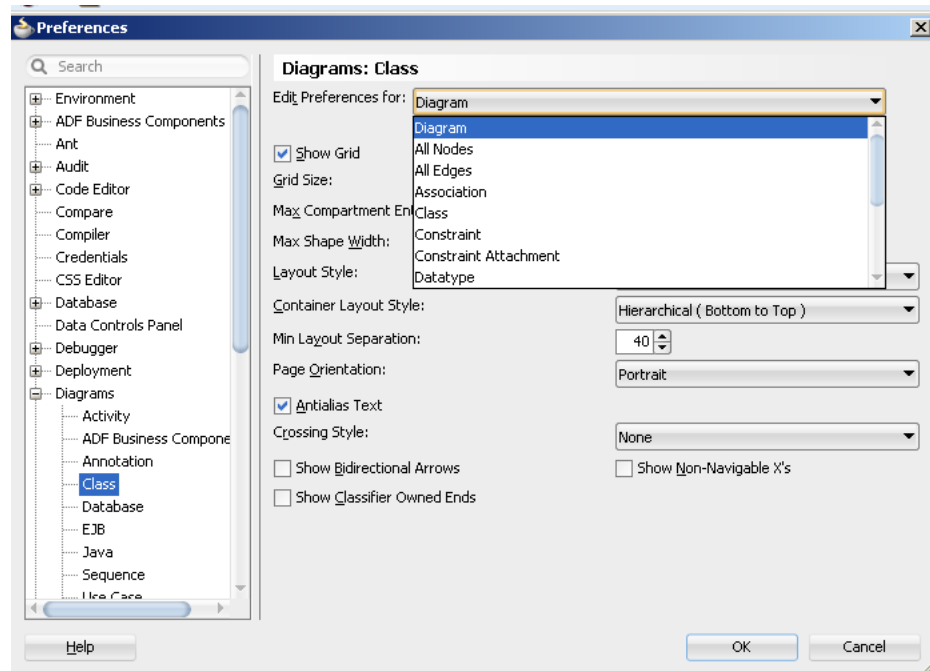 Preferences
Search
Environment
ADF Business Components
Ant
Audit
Code Editor
Compare
Compiler
Credentials
CSS Editor
Database
Data Controls Panel
Debugger
Deployment
Diagrams
Activity
ADF Business Compone
Annotation
Class
Database
EJB
Java
Sequence
Use Case
Diagrams: Class
Edit Preferences for: Diagram
Diagram
All Nodes
All Edges
Association
Class
Constraint
Constraint Attachment
Datatype
Show Grid
Grid Size:
Max Compartment Ent
Max Shape Width:
Layout Style:
Container Layout Style: Hierarchical ( Bottom to Top )
Min Layout Separation: 40
Page Orientation: Portrait
Antialias Text
Crossing Style: None
Show Bidirectional Arrows Show Non-Navigable X's
Show Classifier Owned Ends
Help OK Cancel